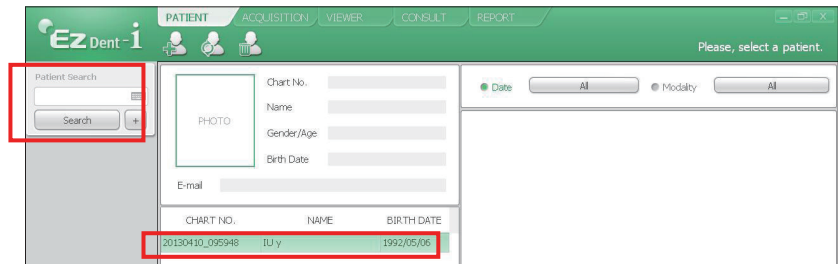 EzDent-i
PATIENT ACQUISITION VIEWER CONSULT REPORT
Please, select a patient.
Patient Search
Search +
PHOTO
Chart No.
Name
Gender/Age
Birth Date
E-mail
Date All Modality All
CHART NO. NAME BIRTH DATE
20130410_095948 IU y 1992/05/06